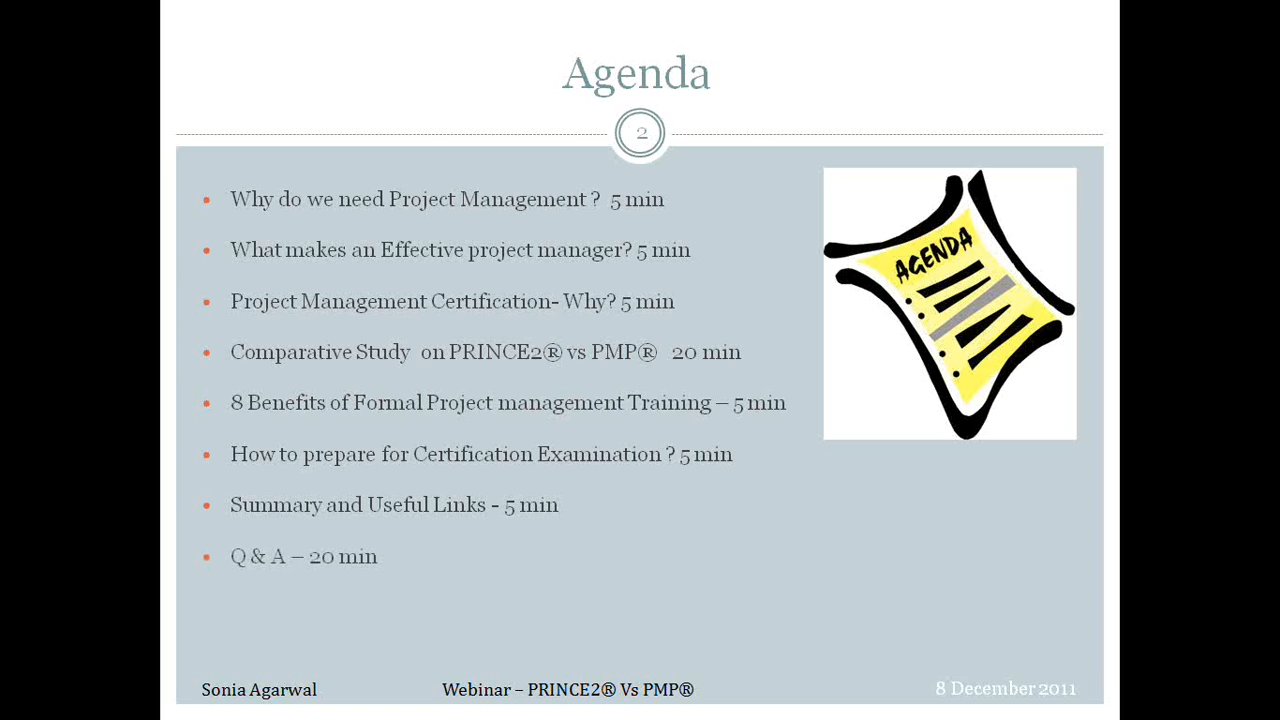 Agenda
2
Why do we need Project Management ?  5 min
What makes an Effective project manager? 5 min
Project Management Certification- Why? 5 min
Comparative Study  on PRINCE2® vs PMP®   20 min
8 Benefits of Formal Project management Training – 5 min
How to prepare for Certification Examination ? 5 min
Summary and Useful Links - 5 min
Q & A – 20 min
AGENDA
Sonia Agarwal
Webinar – PRINCE2® Vs PMP®
8 December 2011